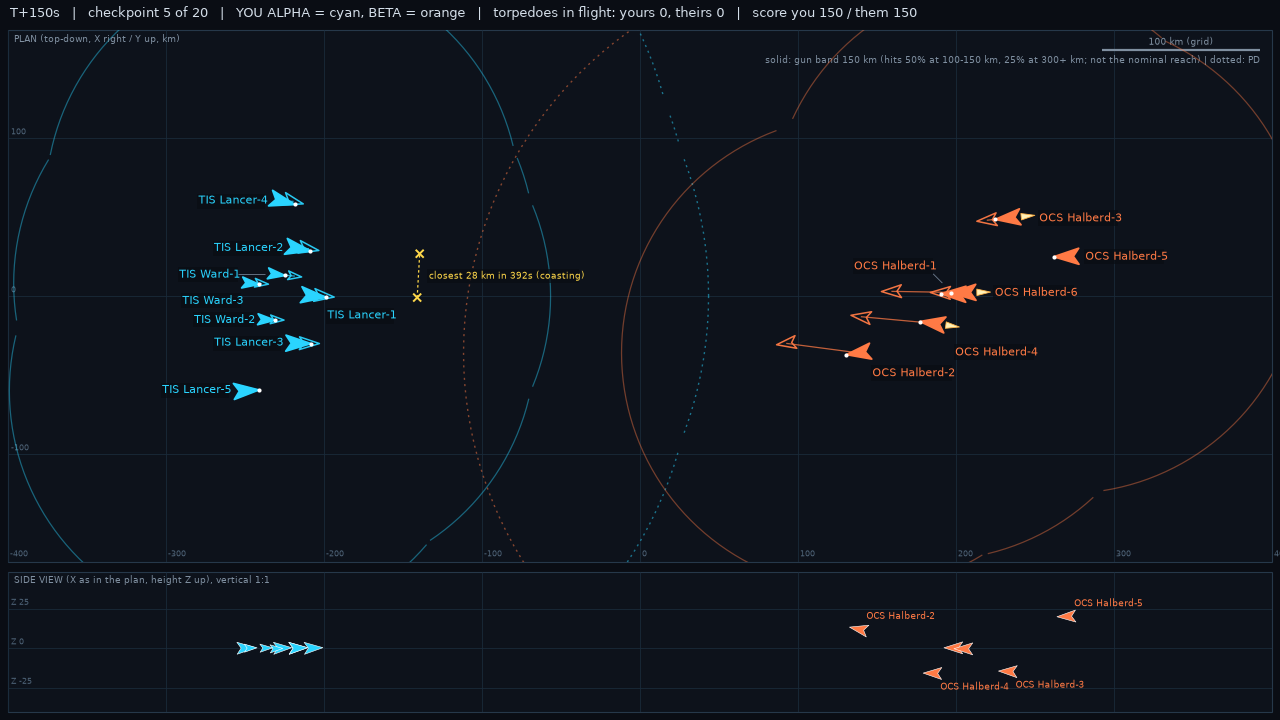 T+150s | checkpoint 5 of 20 | YOU ALPHA = cyan, BETA = orange | torpedoes in flight: yours 0, theirs 0 | score you 150 / them 150
PLAN (top-down, X right / Y up, km)
100 km (grid)
solid: gun band 150 km (hits 50% at 100-150 km, 25% at 300+ km; not the nominal reach) | dotted: PD
100
TIS Lancer-4
OCS Halberd-3
TIS Lancer-2
OCS Halberd-5
OCS Halberd-1
TIS Ward-1
closest 28 km in 392s (coasting)
0
TIS Ward-3
OCS Halberd-6
TIS Lancer-1
TIS Ward-2
TIS Lancer-3
OCS Halberd-4
OCS Halberd-2
TIS Lancer-5
-100
-400 -300 -200 -100 0 100 200 300 4
SIDE VIEW (X as in the plan, height Z up), vertical 1:1
Z 25
OCS Halberd-5
OCS Halberd-2
Z 0
Z -25
OCS Halberd-4
OCS Halberd-3